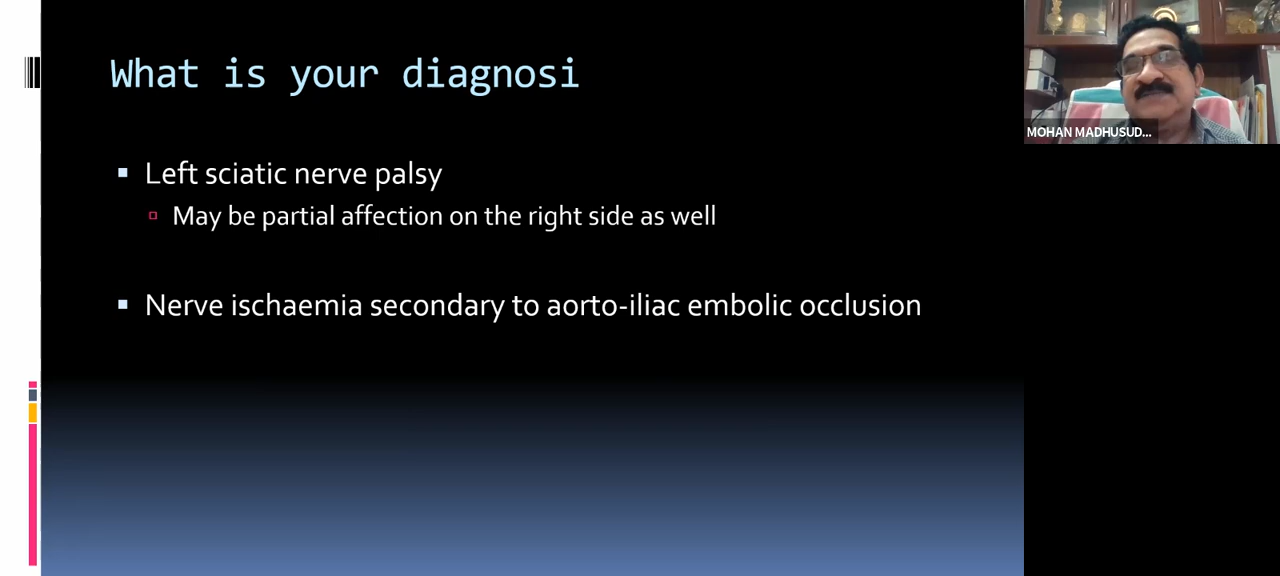 What is your diagnosi
Left sciatic nerve palsy
May be partial affection on the right side as well
Nerve ischaemia secondary to aorto-iliac embolic occlusion
MOHAN MADHUSUD...